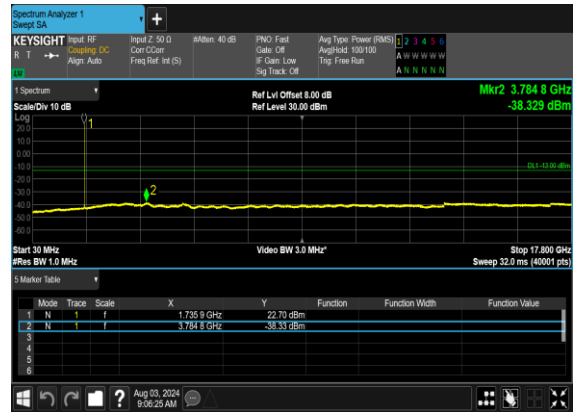 Spectrum Analyzer 1
Swept SA
KEYSIGHT Input: RF Input Z: 50 Ω #Atten: 40 dB PNO: Fast Avg Type: Power (RMS) 1 2 3 4 5 6
R T Coupling: DC Corr CCorr Gate: Off Avg|Hold: 100/100 A W W W W W
Align: Auto Freq Ref: Int (S) IF Gain: Low Trig: Free Run
Sig Track: Off A N N N N N
1 Spectrum Ref Lvl Offset 8.00 dB Mkr2 3.784 8 GHz
Scale/Div 10 dB Ref Level 30.00 dBm -38.329 dBm
Log
1
20.0
10.0
0.00
-10.0
DL1 -13.00 dBm
-20.0
-30.0
2
-40.0
-50.0
-60.0
Start 30 MHz Video BW 3.0 MHz* Stop 17.800 GHz
#Res BW 1.0 MHz Sweep 32.0 ms (40001 pts)
5 Marker Table
Mode Trace Scale X Y Function Function Width Function Value
1 N 1 f 1.735 9 GHz 22.70 dBm
2 N 1 f 3.784 8 GHz -38.33 dBm
3
4
5
6
? Aug 03, 2024
9:06:25 AM